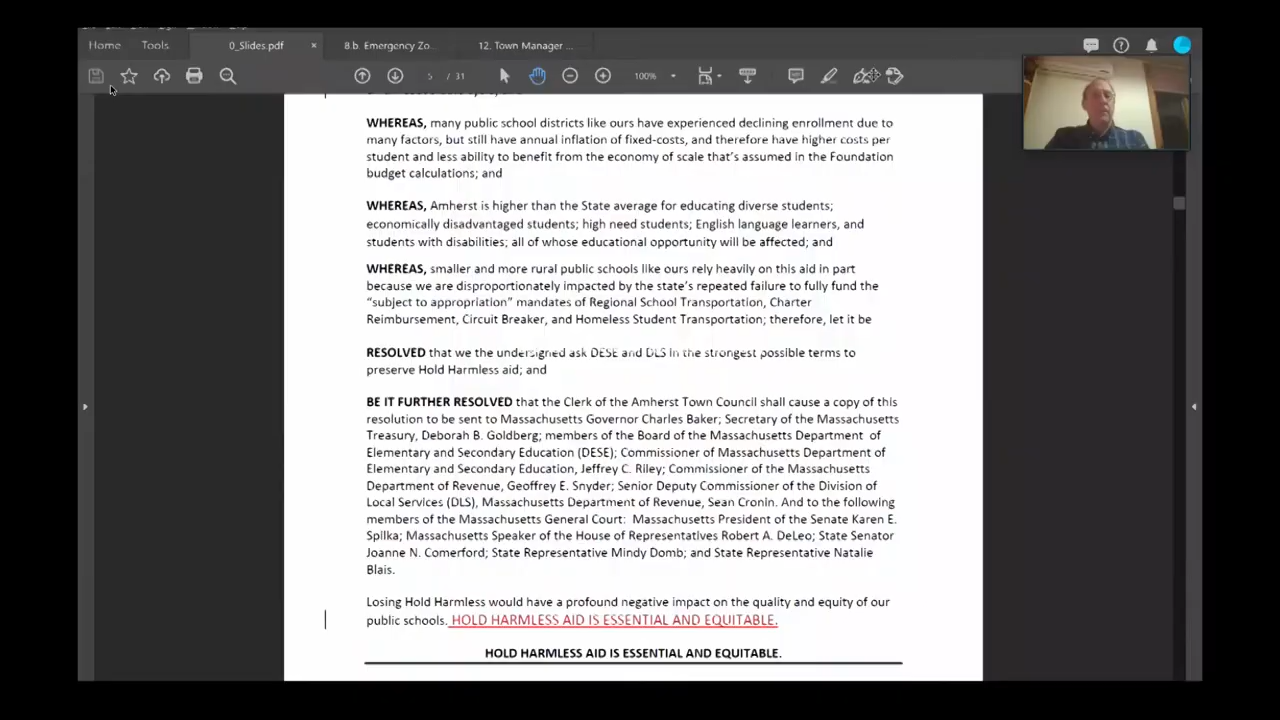 Home Tools 0_Slides.pdf × 8.b. Emergency Zo... 12. Town Manager ...
5 / 31 100%
WHEREAS, many public school districts like ours have experienced declining enrollment due to
many factors, but still have annual inflation of fixed-costs, and therefore have higher costs per
student and less ability to benefit from the economy of scale that's assumed in the Foundation
budget calculations; and
WHEREAS, Amherst is higher than the State average for educating diverse students;
economically disadvantaged students; high need students; English language learners, and
students with disabilities; all of whose educational opportunity will be affected; and
WHEREAS, smaller and more rural public schools like ours rely heavily on this aid in part
because we are disproportionately impacted by the state's repeated failure to fully fund the
"subject to appropriation" mandates of Regional School Transportation, Charter
Reimbursement, Circuit Breaker, and Homeless Student Transportation; therefore, let it be
RESOLVED that we the undersigned ask DESE and DLS in the strongest possible terms to
preserve Hold Harmless aid; and
BE IT FURTHER RESOLVED that the Clerk of the Amherst Town Council shall cause a copy of this
resolution to be sent to Massachusetts Governor Charles Baker; Secretary of the Massachusetts
Treasury, Deborah B. Goldberg; members of the Board of the Massachusetts Department of
Elementary and Secondary Education (DESE); Commissioner of Massachusetts Department of
Elementary and Secondary Education, Jeffrey C. Riley; Commissioner of the Massachusetts
Department of Revenue, Geoffrey E. Snyder; Senior Deputy Commissioner of the Division of
Local Services (DLS), Massachusetts Department of Revenue, Sean Cronin. And to the following
members of the Massachusetts General Court: Massachusetts President of the Senate Karen E.
Spilka; Massachusetts Speaker of the House of Representatives Robert A. DeLeo; State Senator
Joanne N. Comerford; State Representative Mindy Domb; and State Representative Natalie
Blais.
Losing Hold Harmless would have a profound negative impact on the quality and equity of our
public schools. HOLD HARMLESS AID IS ESSENTIAL AND EQUITABLE.
HOLD HARMLESS AID IS ESSENTIAL AND EQUITABLE.